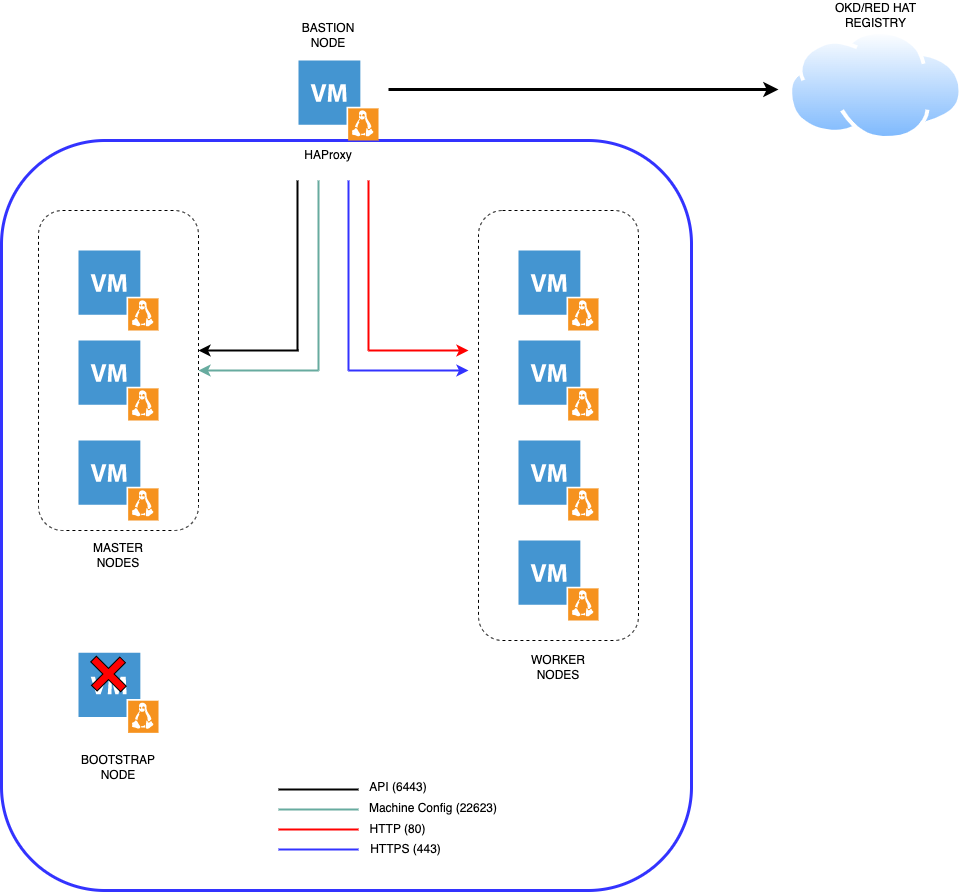 OKD/RED HAT
REGISTRY
BASTION
NODE
VM
HAProxy
VM
VM
VM
VM
VM
VM
VM
MASTER
NODES
WORKER
NODES
VM
BOOTSTRAP
NODE
API (6443)
Machine Config (22623)
HTTP (80)
HTTPS (443)